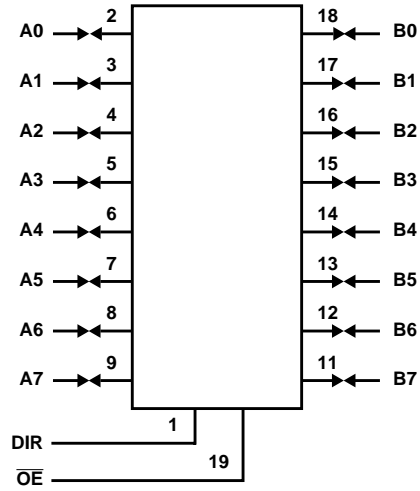 A0 2 18 B0
A1 3 17 B1
A2 4 16 B2
A3 5 15 B3
A4 6 14 B4
A5 7 13 B5
A6 8 12 B6
A7 9 11 B7
DIR 1
O̅E̅ 19